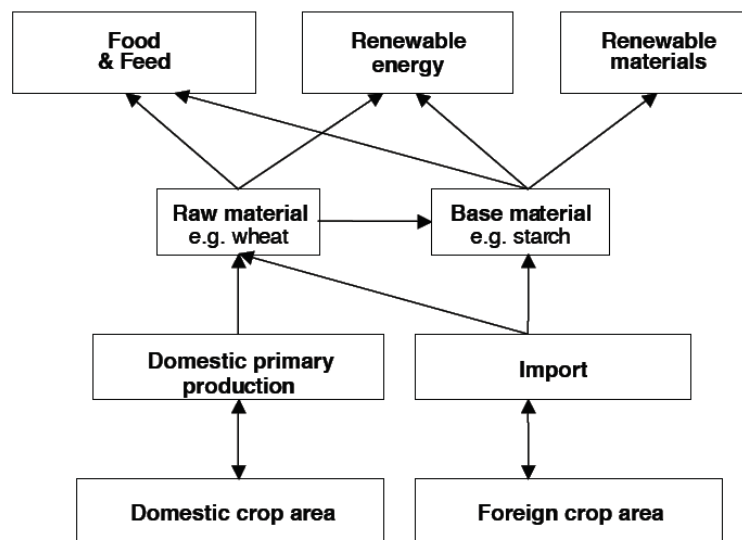 Food
& Feed
Renewable
energy
Renewable
materials
Raw material
e.g. wheat
Base material
e.g. starch
Domestic primary
production
Import
Domestic crop area
Foreign crop area